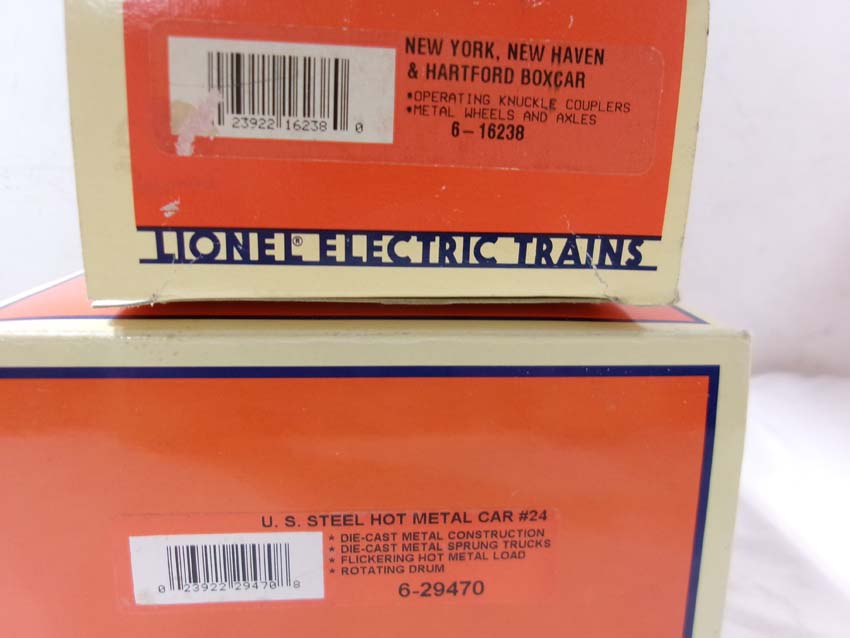 NEW YORK, NEW HAVEN
& HARTFORD BOXCAR
*OPERATING KNUCKLE COUPLERS
*METAL WHEELS AND AXLES
6-16238
23922 16238 0
LIONEL® ELECTRIC TRAINS
U. S. STEEL HOT METAL CAR #24
* DIE-CAST METAL CONSTRUCTION
* DIE-CAST METAL SPRUNG TRUCKS
* FLICKERING HOT METAL LOAD
* ROTATING DRUM
6-29470
0 23922 29470 8